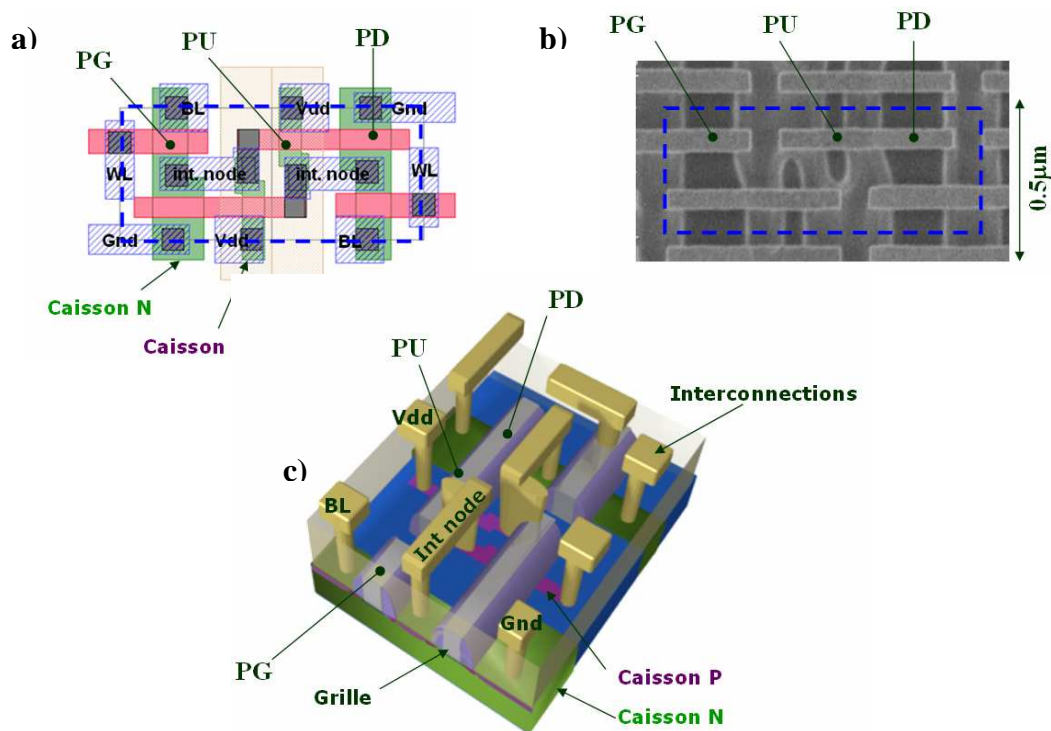 a)
PG
PU
PD
BL
Vdd
Gnd
WL
int. node
int. node
WL
Gnd
Vdd
BL
Caisson N
Caisson
b)
PG
PU
PD
0.5µm
c)
PD
PU
Interconnections
Vdd
BL
Int node
Gnd
PG
Grille
Caisson P
Caisson N